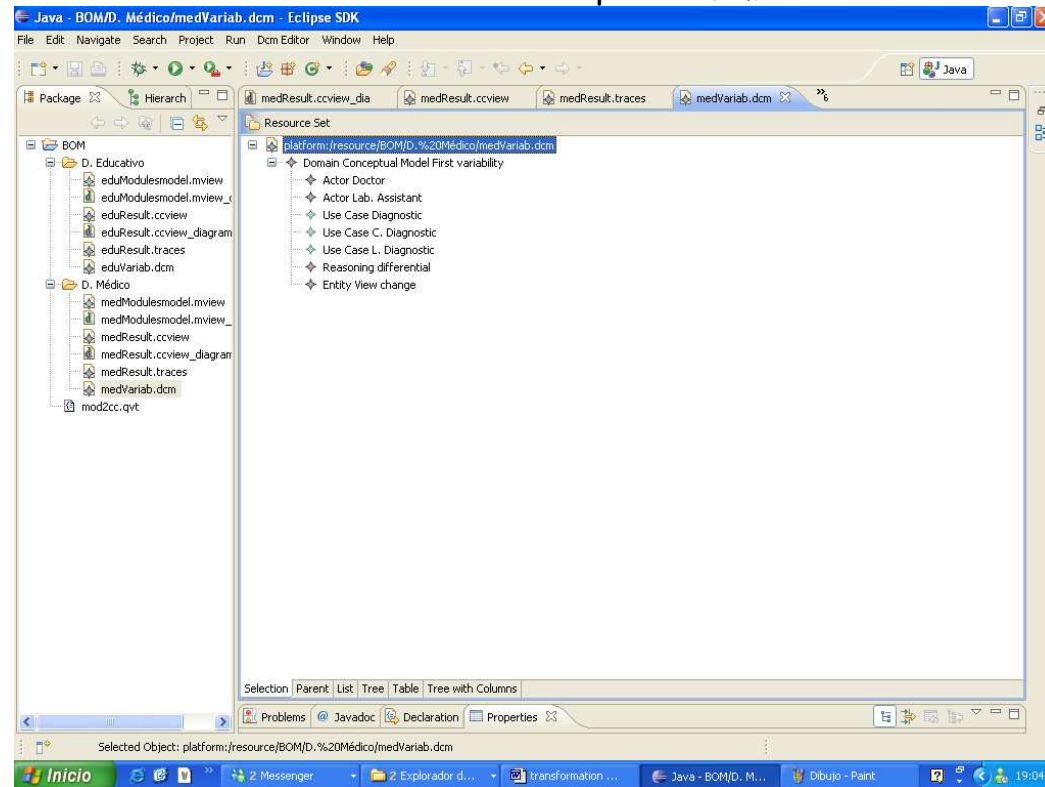 Java - BOM/D. Médico/medVariab.dcm - Eclipse SDK
File Edit Navigate Search Project Run Dcm Editor Window Help
Java
Package
Hierarch
medResult.ccview_dia
medResult.ccview
medResult.traces
medVariab.dcm
»6
Resource Set
BOM
D. Educativo
eduModulesmodel.mview
eduModulesmodel.mview_
eduResult.ccview
eduResult.ccview_diagram
eduResult.traces
eduVariab.dcm
D. Médico
medModulesmodel.mview
medModulesmodel.mview_
medResult.ccview
medResult.ccview_diagram
medResult.traces
medVariab.dcm
mod2cc.qvt
platform:/resource/BOM/D.%20Médico/medVariab.dcm
Domain Conceptual Model First variability
Actor Doctor
Actor Lab. Assistant
Use Case Diagnostic
Use Case C. Diagnostic
Use Case L. Diagnostic
Reasoning differential
Entity View change
Selection Parent List Tree Table Tree with Columns
Problems @ Javadoc Declaration Properties
Selected Object: platform:/resource/BOM/D.%20Médico/medVariab.dcm
Inicio
2 Messenger
2 Explorador d...
transformation ...
Java - BOM/D. M...
Dibujo - Paint
19:04